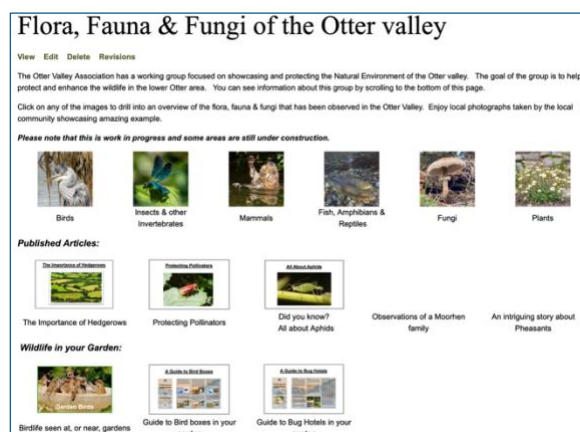 Flora, Fauna & Fungi of the Otter valley
View Edit Delete Revisions
The Otter Valley Association has a working group focused on showcasing and protecting the Natural Environment of the Otter valley. The goal of the group is to help
protect and enhance the wildlife in the lower Otter area. You can see information about this group by scrolling to the bottom of this page.
Click on any of the images to drill into an overview of the flora, fauna & fungi that has been observed in the Otter Valley. Enjoy local photographs taken by the local
community showcasing amazing example.
Please note that this is work in progress and some areas are still under construction.
Birds
Insects & other
Invertebrates
Mammals
Fish, Amphibians &
Reptiles
Fungi
Plants
Published Articles:
The Importance of Hedgerows
Protecting Pollinators
All About Aphids
The Importance of Hedgerows
Protecting Pollinators
Did you know?
All about Aphids
Observations of a Moorhen
family
An intriguing story about
Pheasants
Wildlife in your Garden:
Garden Birds
A Guide to Bird Boxes
A Guide to Bug Hotels
Birdlife seen at, or near, gardens
Guide to Bird boxes in your
Guide to Bug Hotels in your